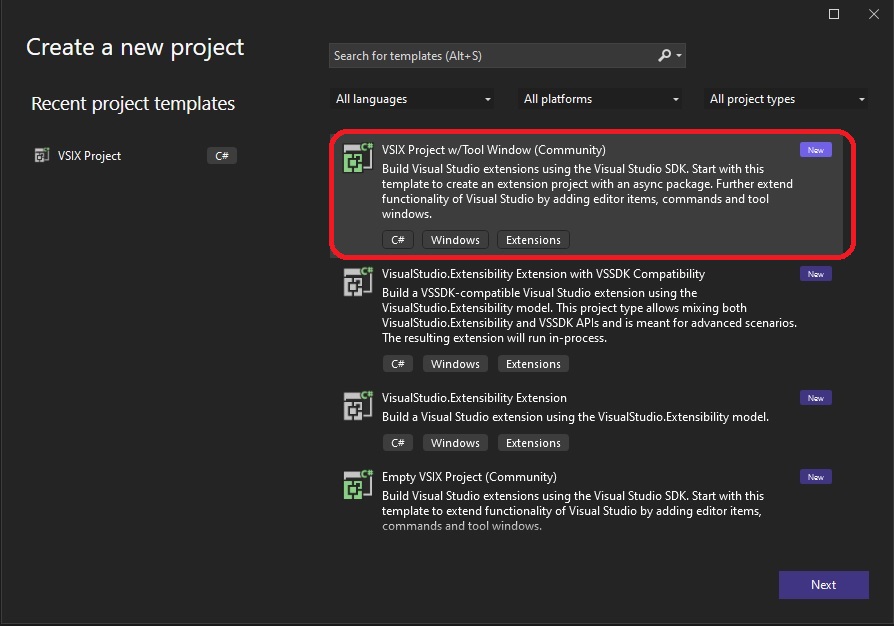 Create a new project
Search for templates (Alt+S)
Recent project templates
All languages
All platforms
All project types
VSIX Project
C#
VSIX Project w/Tool Window (Community)
New
Build Visual Studio extensions using the Visual Studio SDK. Start with this
template to create an extension project with an async package. Further extend
functionality of Visual Studio by adding editor items, commands and tool
windows.
C#
Windows
Extensions
VisualStudio.Extensibility Extension with VSSDK Compatibility
New
Build a VSSDK-compatible Visual Studio extension using the
VisualStudio.Extensibility model. This project type allows mixing both
VisualStudio.Extensibility and VSSDK APIs and is meant for advanced scenarios.
The resulting extension will run in-process.
C#
Windows
Extensions
VisualStudio.Extensibility Extension
New
Build a Visual Studio extension using the VisualStudio.Extensibility model.
C#
Windows
Extensions
Empty VSIX Project (Community)
New
Build Visual Studio extensions using the Visual Studio SDK. Start with this
template to extend functionality of Visual Studio by adding editor items,
commands and tool windows.
Next